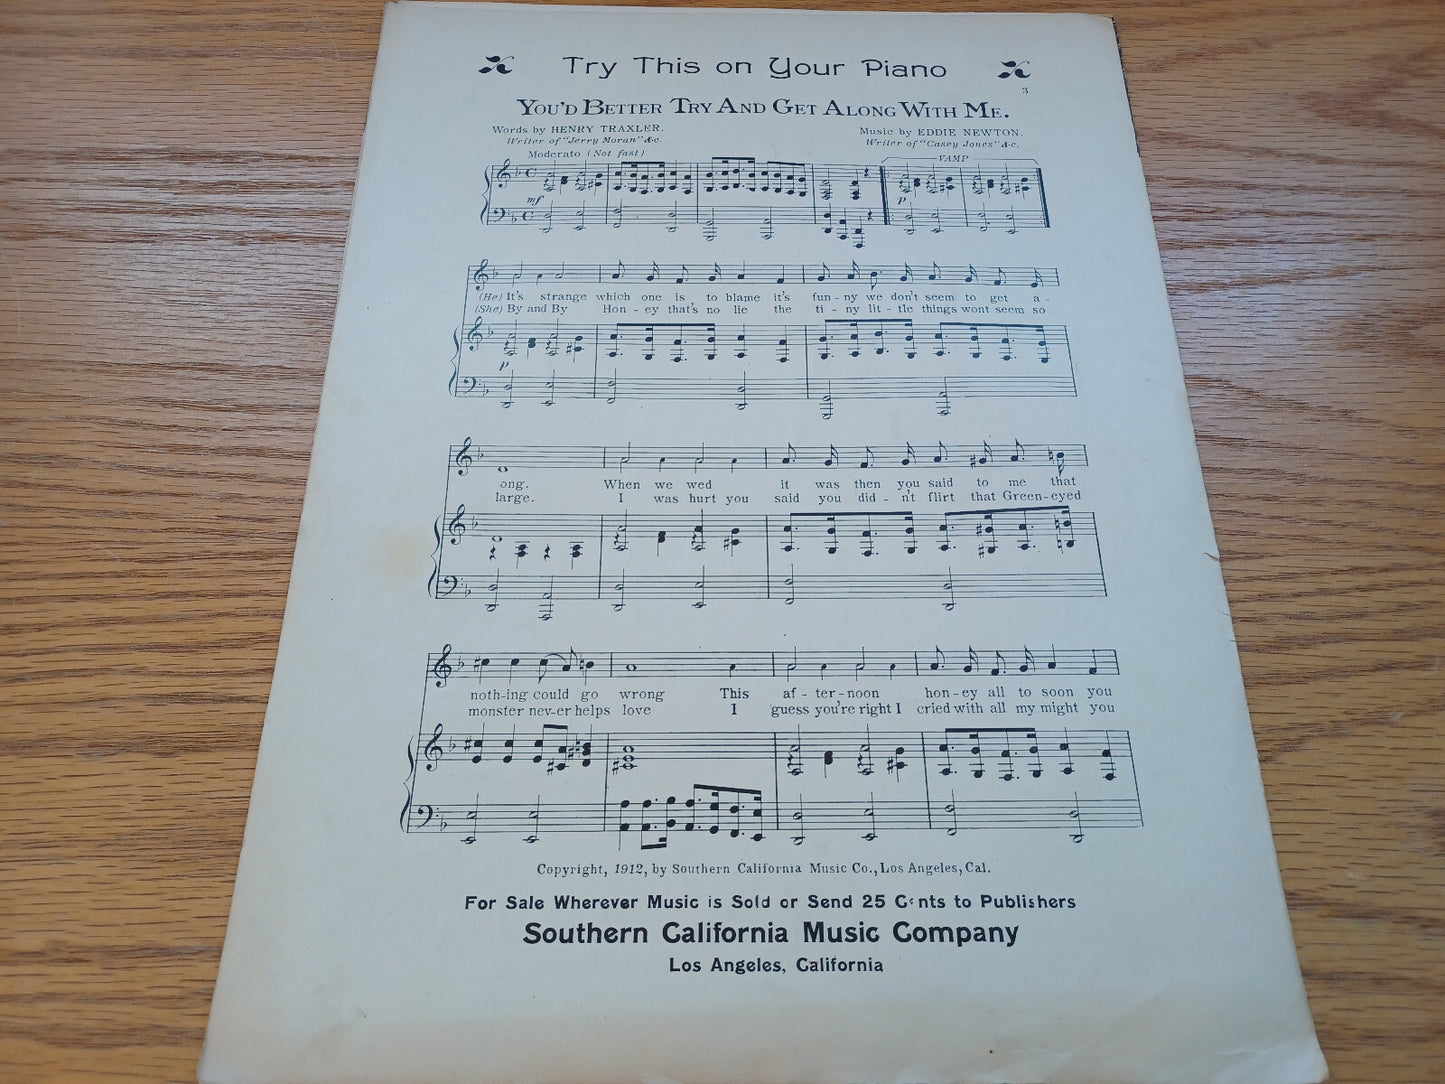 Try This on Your Piano
3
YOU'D BETTER TRY AND GET ALONG WITH ME.
Words by HENRY TRAXLER.
Music by EDDIE NEWTON.
Writer of "Jerry Moran" &c.
Writer of "Casey Jones" &c.
Moderato (Not fast)
VAMP
mf
p
(He) It's strange which one is to blame it's fun-ny we don't seem to get a-
(She) By and By Hon-ey that's no lie the ti-ny lit-tle things wont seem so
p
ong. When we wed it was then you said to me that
large. I was hurt you said you did-n't flirt that Green-eyed
noth-ing could go wrong This af-ter-noon hon-ey all to soon you
monster nev-er helps love I guess you're right I cried with all my might you
Copyright, 1912, by Southern California Music Co., Los Angeles, Cal.
For Sale Wherever Music is Sold or Send 25 Cents to Publishers
Southern California Music Company
Los Angeles, California